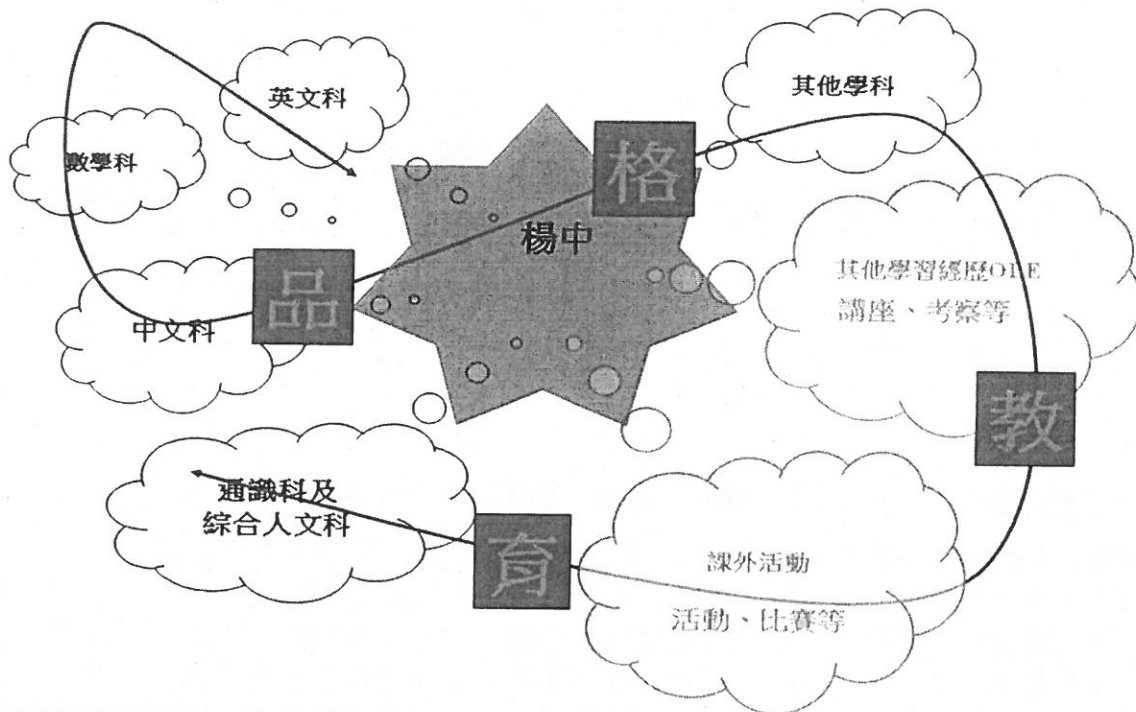 英文科
其他學科
數學科
格
楊中
品
中文科
其他學習經歷OLE
講座、考察等
教
通識科及
綜合人文科
育
課外活動
活動、比賽等